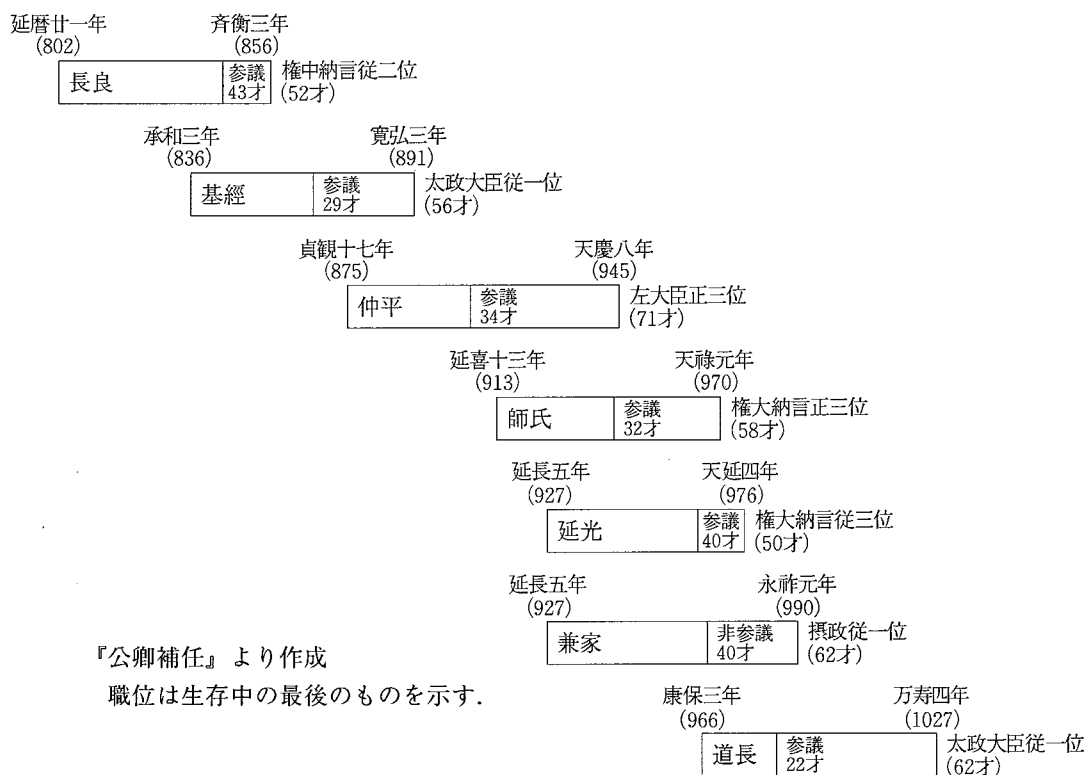 延暦廿一年 斉衡三年
(802) (856)
長良 参議 権中納言従二位
43才 (52才)
承和三年 寛弘三年
(836) (891)
基經 参議 太政大臣従一位
29才 (56才)
貞観十七年 天慶八年
(875) (945)
仲平 参議 左大臣正三位
34才 (71才)
延喜十三年 天祿元年
(913) (970)
師氏 参議 権大納言正三位
32才 (58才)
延長五年 天延四年
(927) (976)
延光 参議 権大納言従三位
40才 (50才)
延長五年 永祚元年
(927) (990)
兼家 非参議 摂政従一位
40才 (62才)
『公卿補任』より作成
職位は生存中の最後のものを示す.
康保三年 万寿四年
(966) (1027)
道長 参議 太政大臣従一位
22才 (62才)